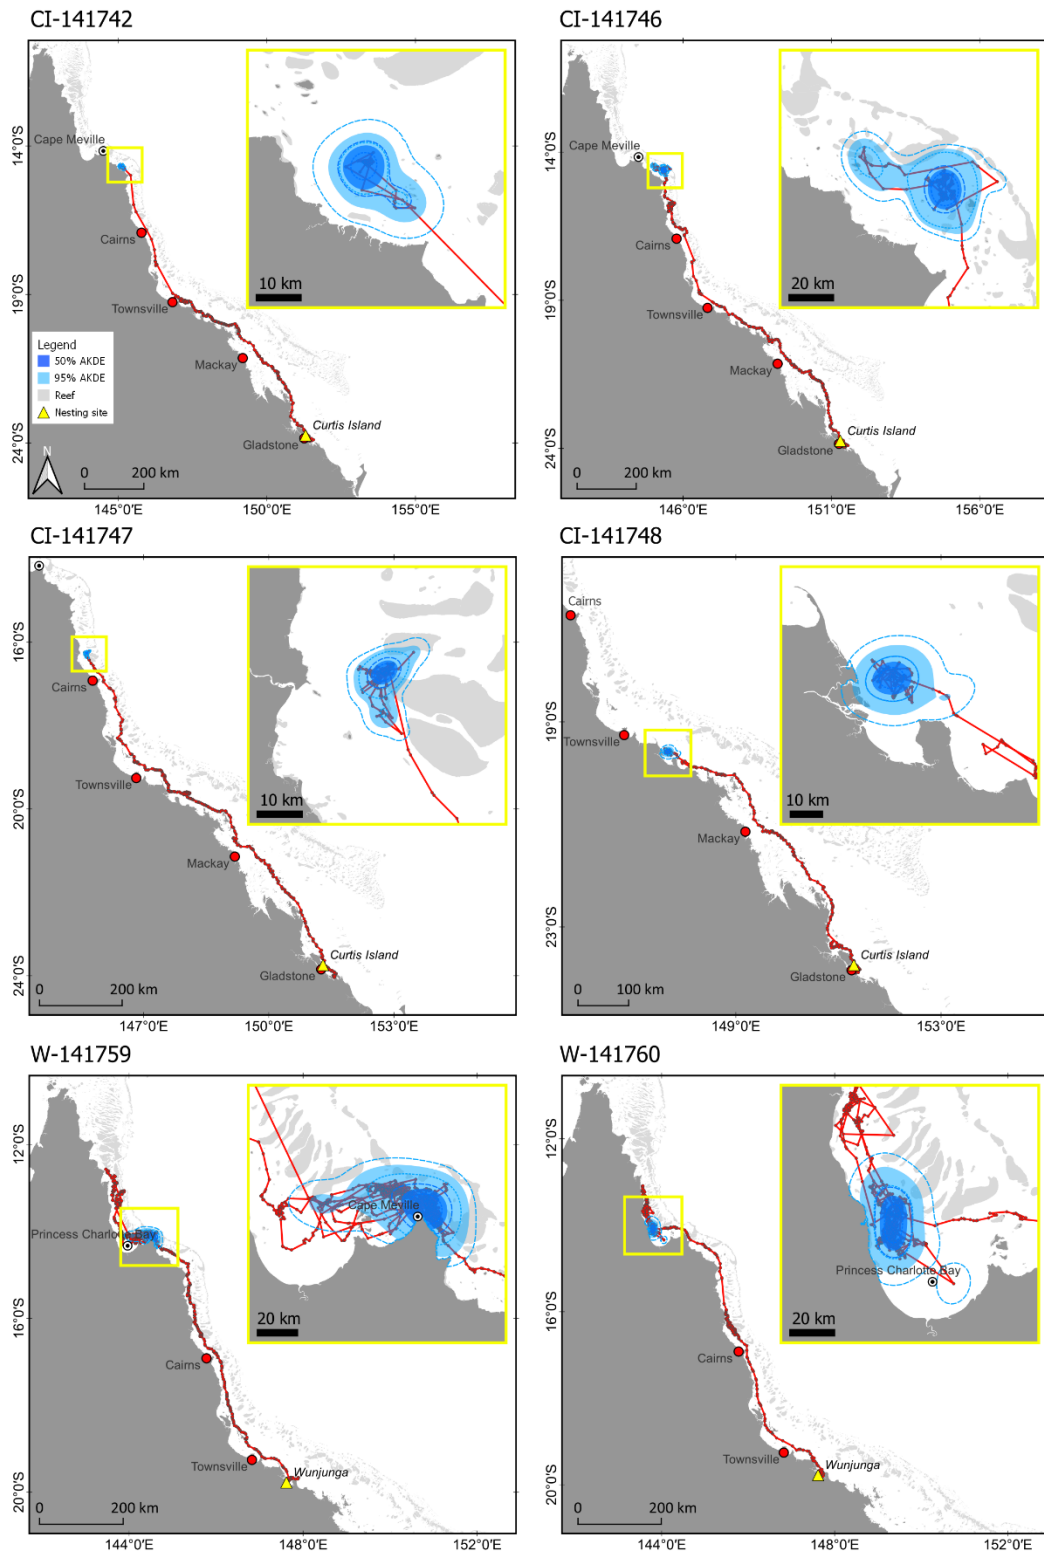 CI-141742
Cape Meville
14°0'S
Cairns
19°0'S
Townsville
Mackay
Curtis Island
Gladstone
24°0'S
10 km
Legend
50% AKDE
95% AKDE
Reef
Nesting site
N
0 200 km
145°0'E 150°0'E 155°0'E
CI-141746
Cape Meville
14°0'S
Cairns
19°0'S
Townsville
Mackay
Curtis Island
Gladstone
24°0'S
20 km
0 200 km
146°0'E 151°0'E 156°0'E
CI-141747
16°0'S
Cairns
Townsville
20°0'S
Mackay
Curtis Island
Gladstone
24°0'S
10 km
0 200 km
147°0'E 150°0'E 153°0'E
CI-141748
Cairns
19°0'S
Townsville
Mackay
23°0'S
Curtis Island
Gladstone
10 km
0 100 km
149°0'E 153°0'E
W-141759
12°0'S
Princess Charlotte Bay
Cape Meville
20 km
16°0'S
Cairns
Townsville
Wunjunga
20°0'S
0 200 km
144°0'E 148°0'E 152°0'E
W-141760
12°0'S
Princess Charlotte Bay
20 km
16°0'S
Cairns
Townsville
Wunjunga
20°0'S
0 200 km
144°0'E 148°0'E 152°0'E